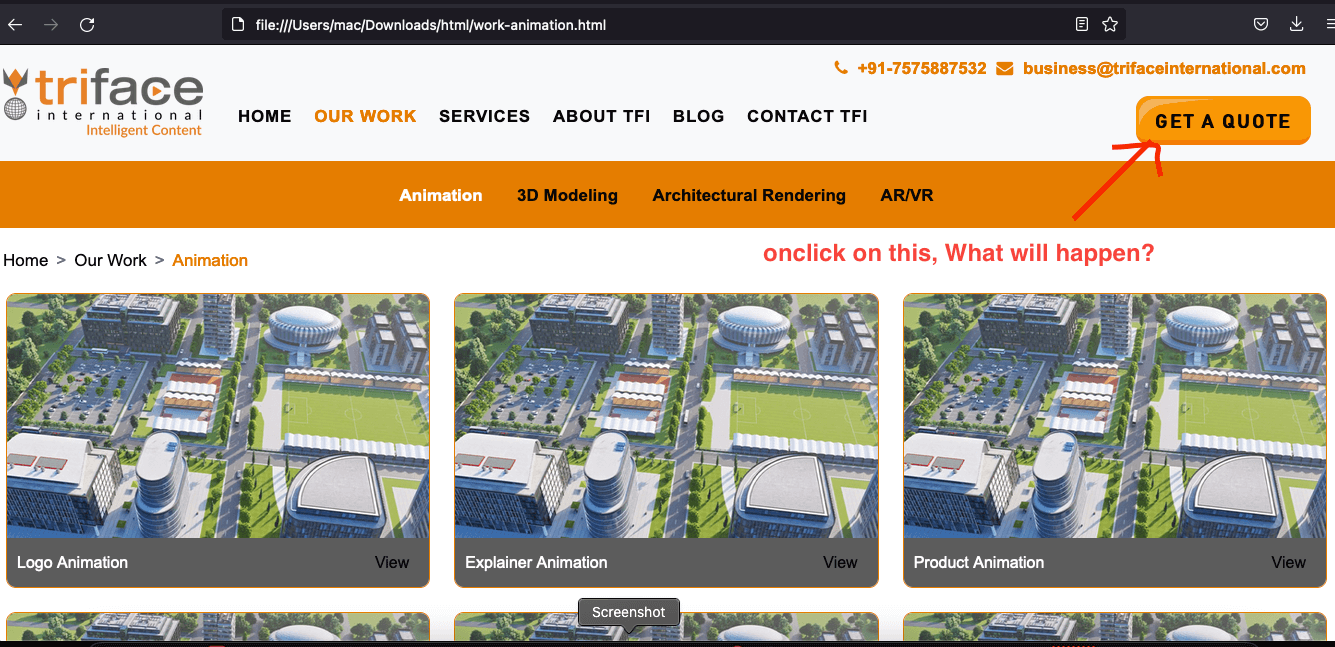 file:///Users/mac/Downloads/html/work-animation.html
+91-7575887532 business@trifaceinternational.com
triface
international
Intelligent Content
HOME OUR WORK SERVICES ABOUT TFI BLOG CONTACT TFI
GET A QUOTE
Animation 3D Modeling Architectural Rendering AR/VR
onclick on this, What will happen?
Home > Our Work > Animation
Logo Animation View
Explainer Animation View
Product Animation View
Screenshot